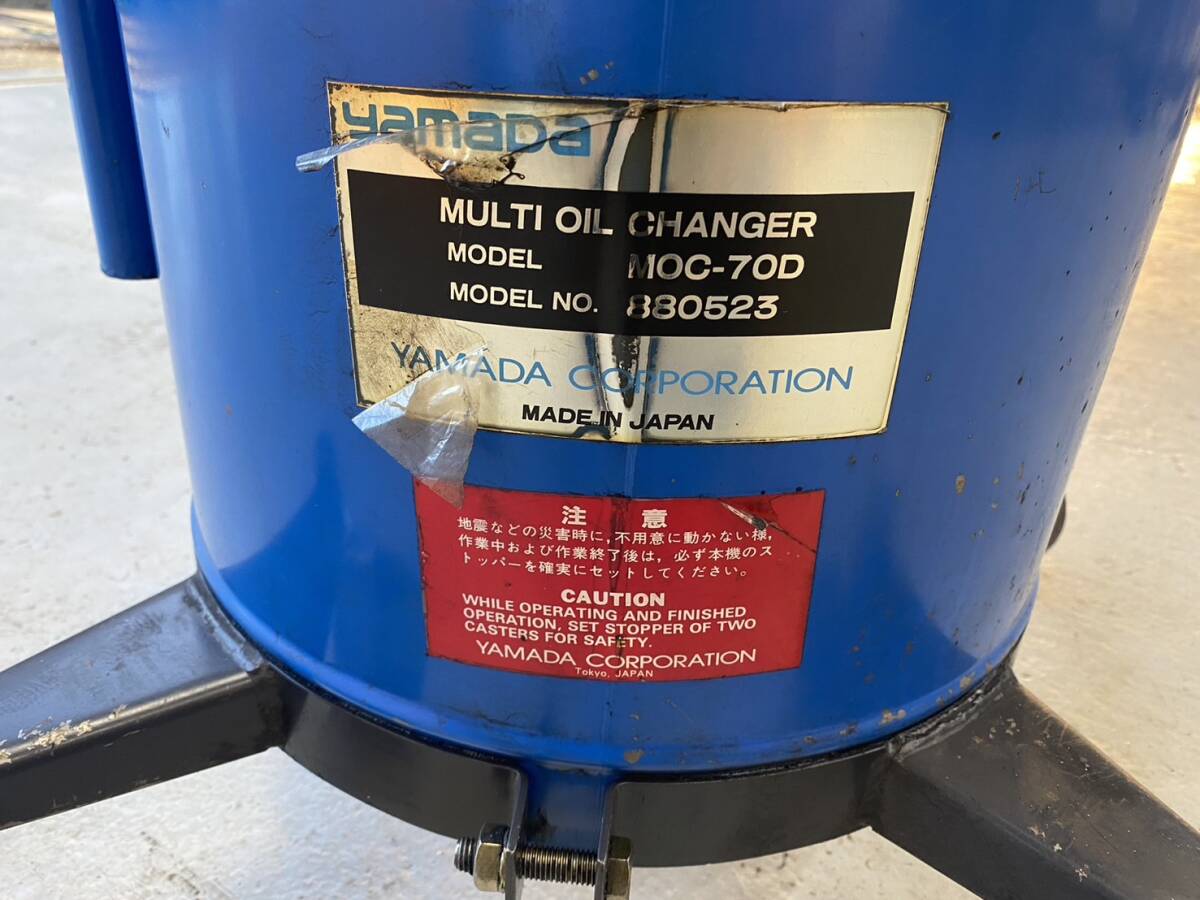 yamada
MULTI OIL CHANGER
MODEL MOC-70D
MODEL NO. 880523
YAMADA CORPORATION
MADE IN JAPAN
注 意
地震などの災害時に,不用意に動かない様,
作業中および作業終了後は, 必ず本機のス
トッパーを確実にセットしてください。
CAUTION
WHILE OPERATING AND FINISHED
OPERATION, SET STOPPER OF TWO
CASTERS FOR SAFETY.
YAMADA CORPORATION
Tokyo, JAPAN